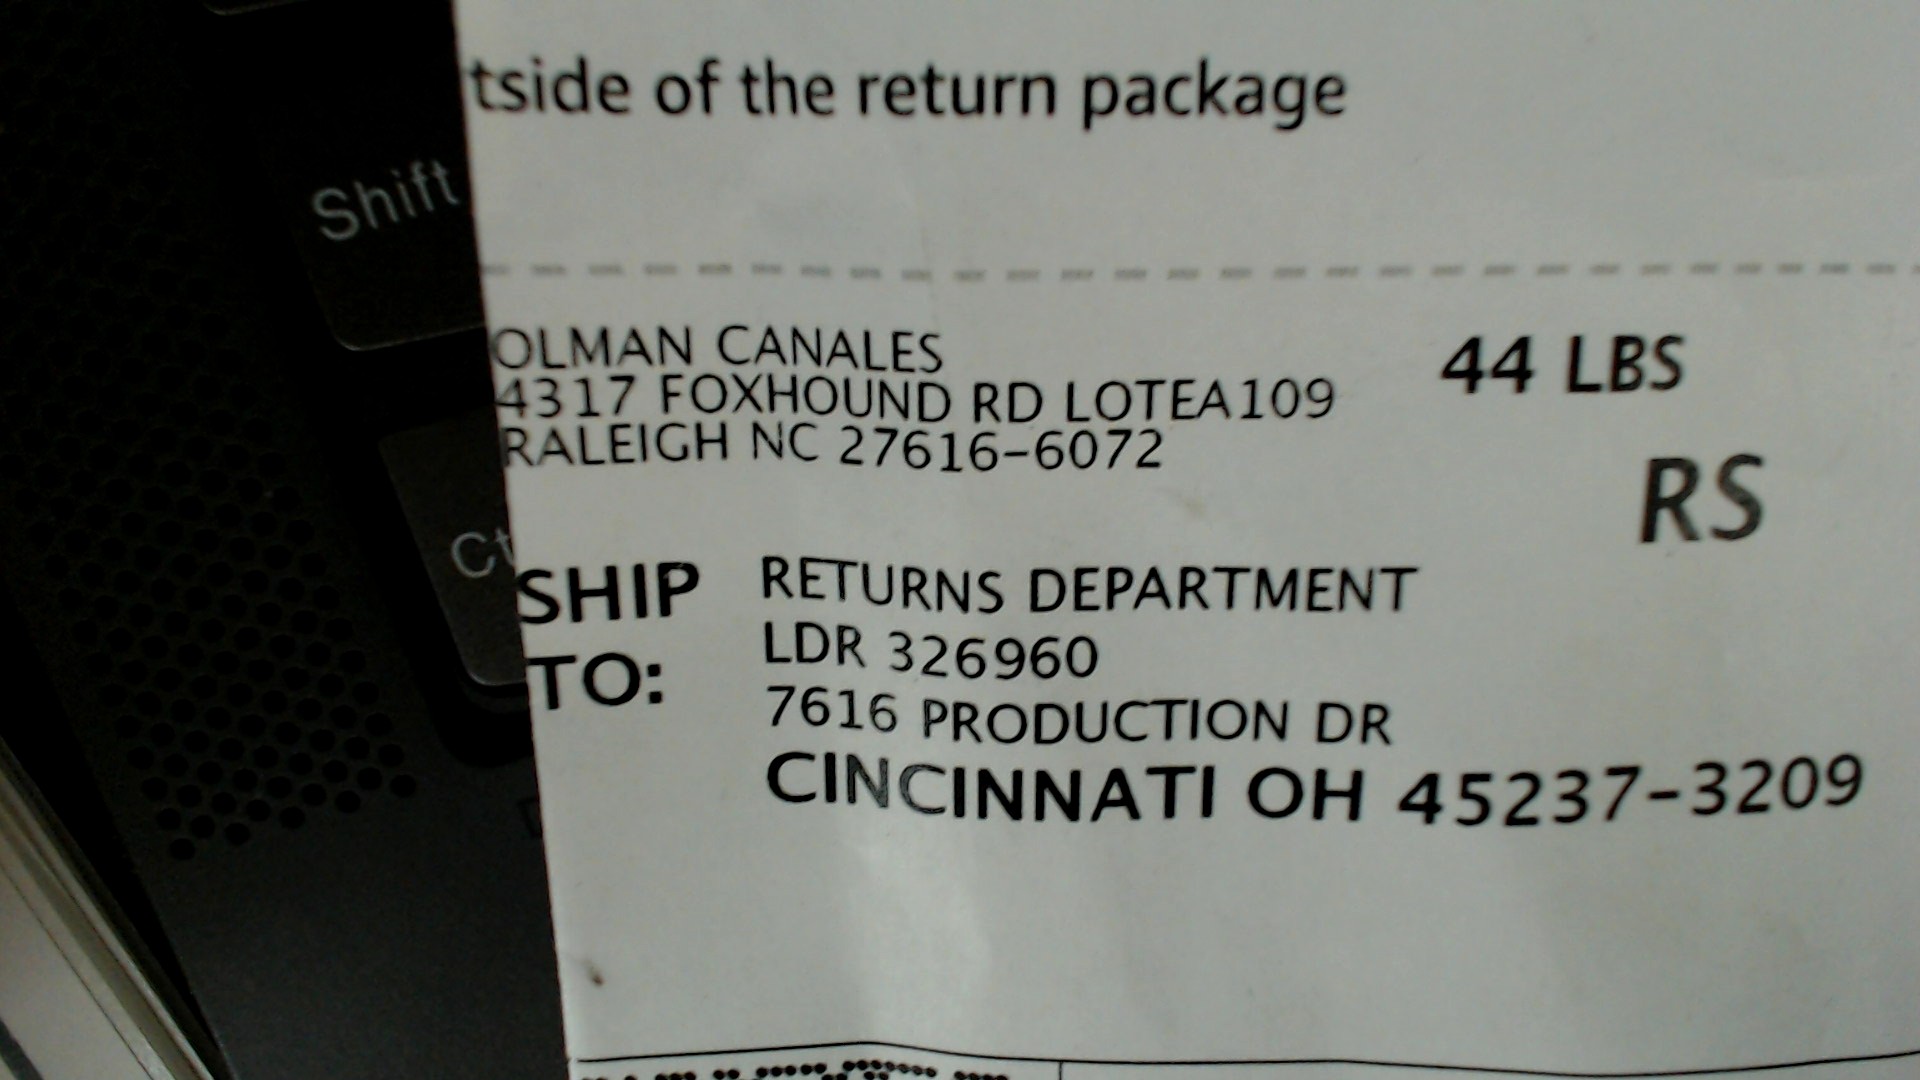 tside of the return package
Shift
OLMAN CANALES
44 LBS
4317 FOXHOUND RD LOTEA109
RALEIGH NC 27616-6072
RS
SHIP TO:
RETURNS DEPARTMENT
LDR 326960
7616 PRODUCTION DR
CINCINNATI OH 45237-3209
Ct